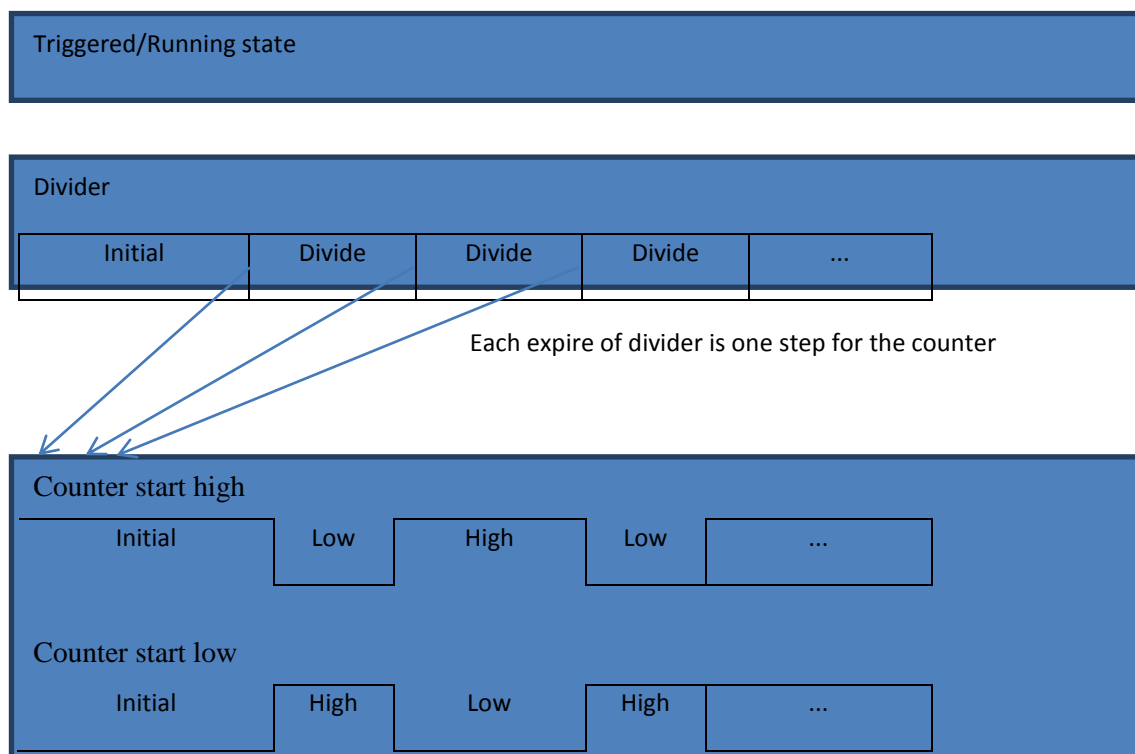 Triggered/Running state
Divider
Initial Divide Divide Divide ...
Each expire of divider is one step for the counter
Counter start high
Initial Low High Low ...
Counter start low
Initial High Low High ...